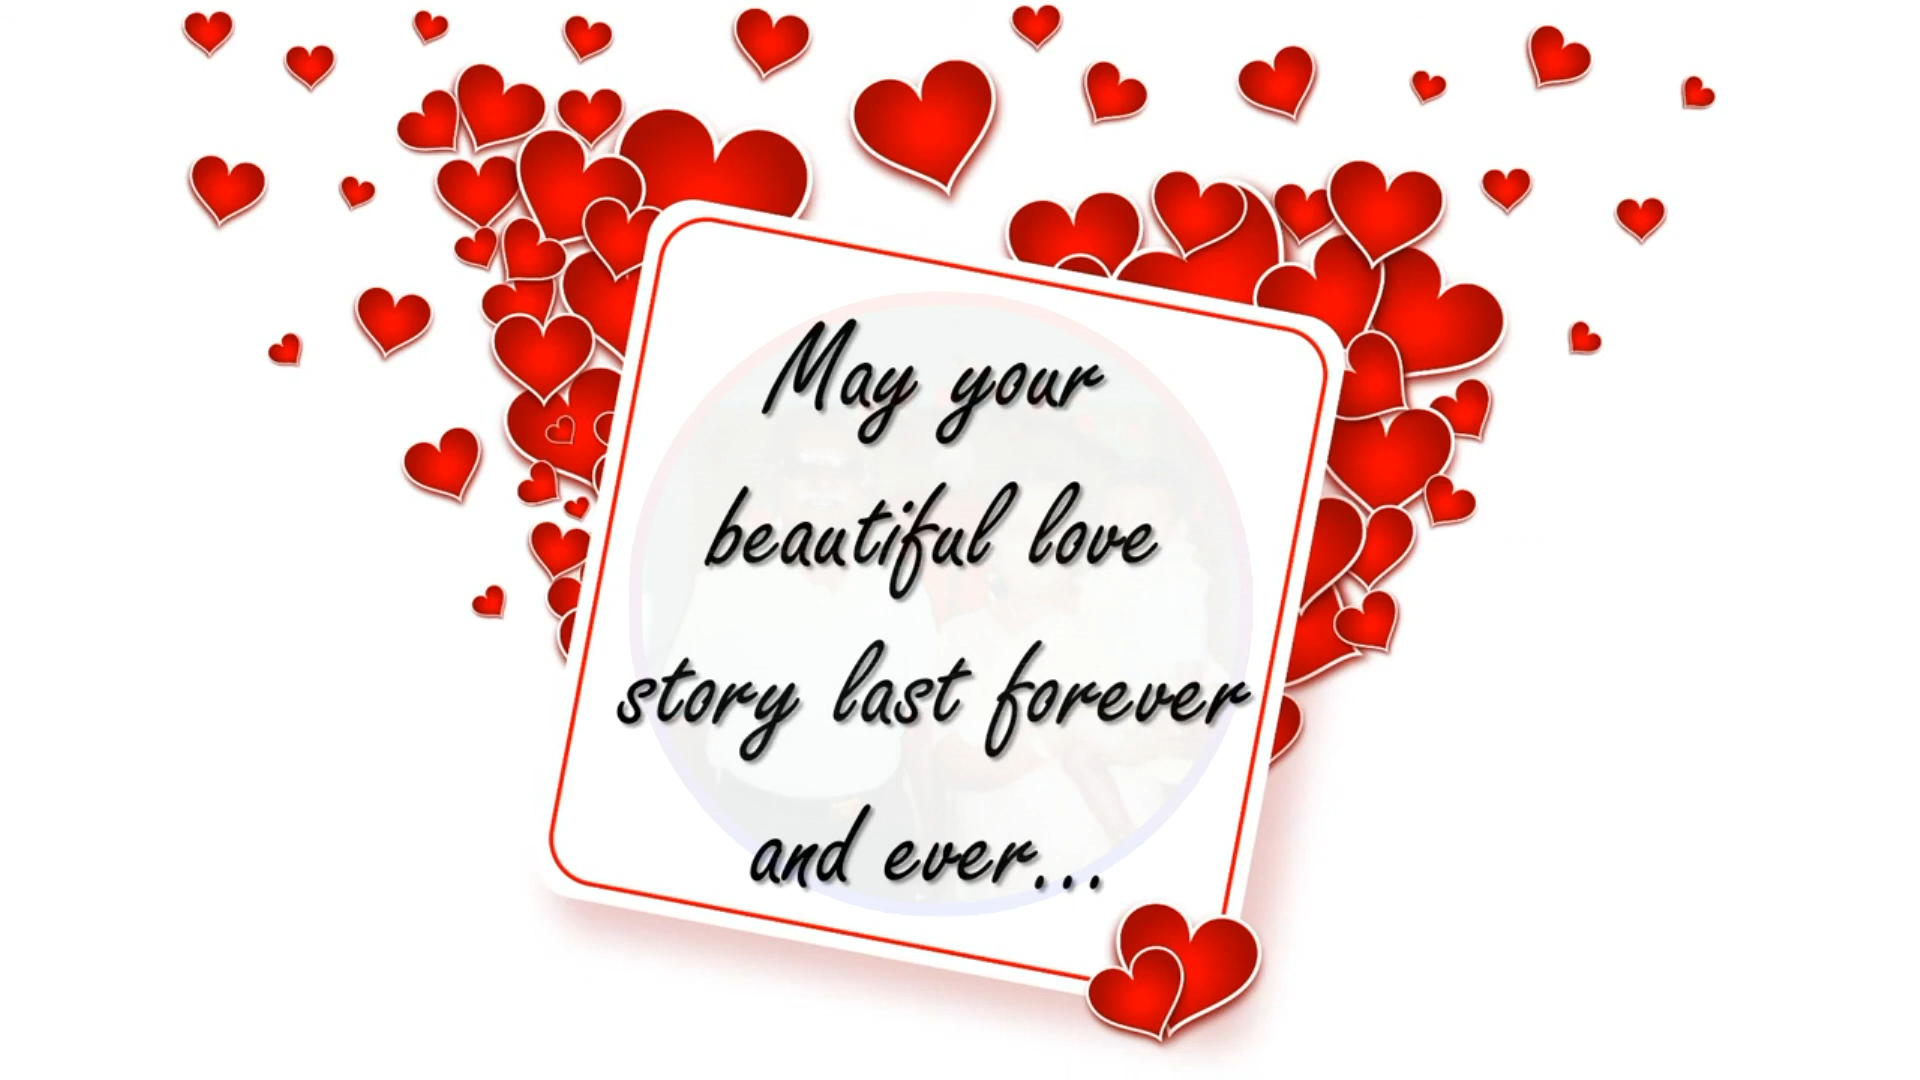 May your
beautiful love
story last forever
and ever...